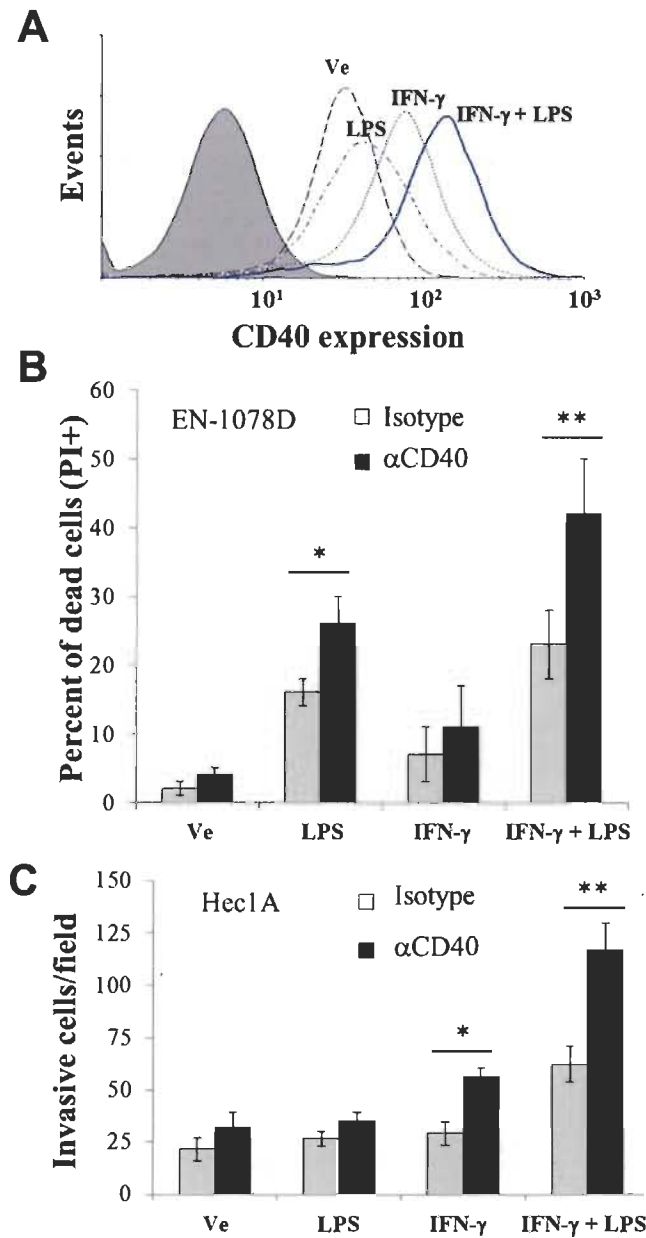 A
Events
Ve
LPS
IFN-γ
IFN-γ + LPS
10¹ 10² 10³
CD40 expression
B
Percent of dead cells (PI+)
60
50
40
30
20
10
0
EN-1078D
Isotype
αCD40
*
**
Ve LPS IFN-γ IFN-γ + LPS
C
Invasive cells/field
150
125
100
75
50
25
0
Hec1A
Isotype
αCD40
*
**
Ve LPS IFN-γ IFN-γ + LPS